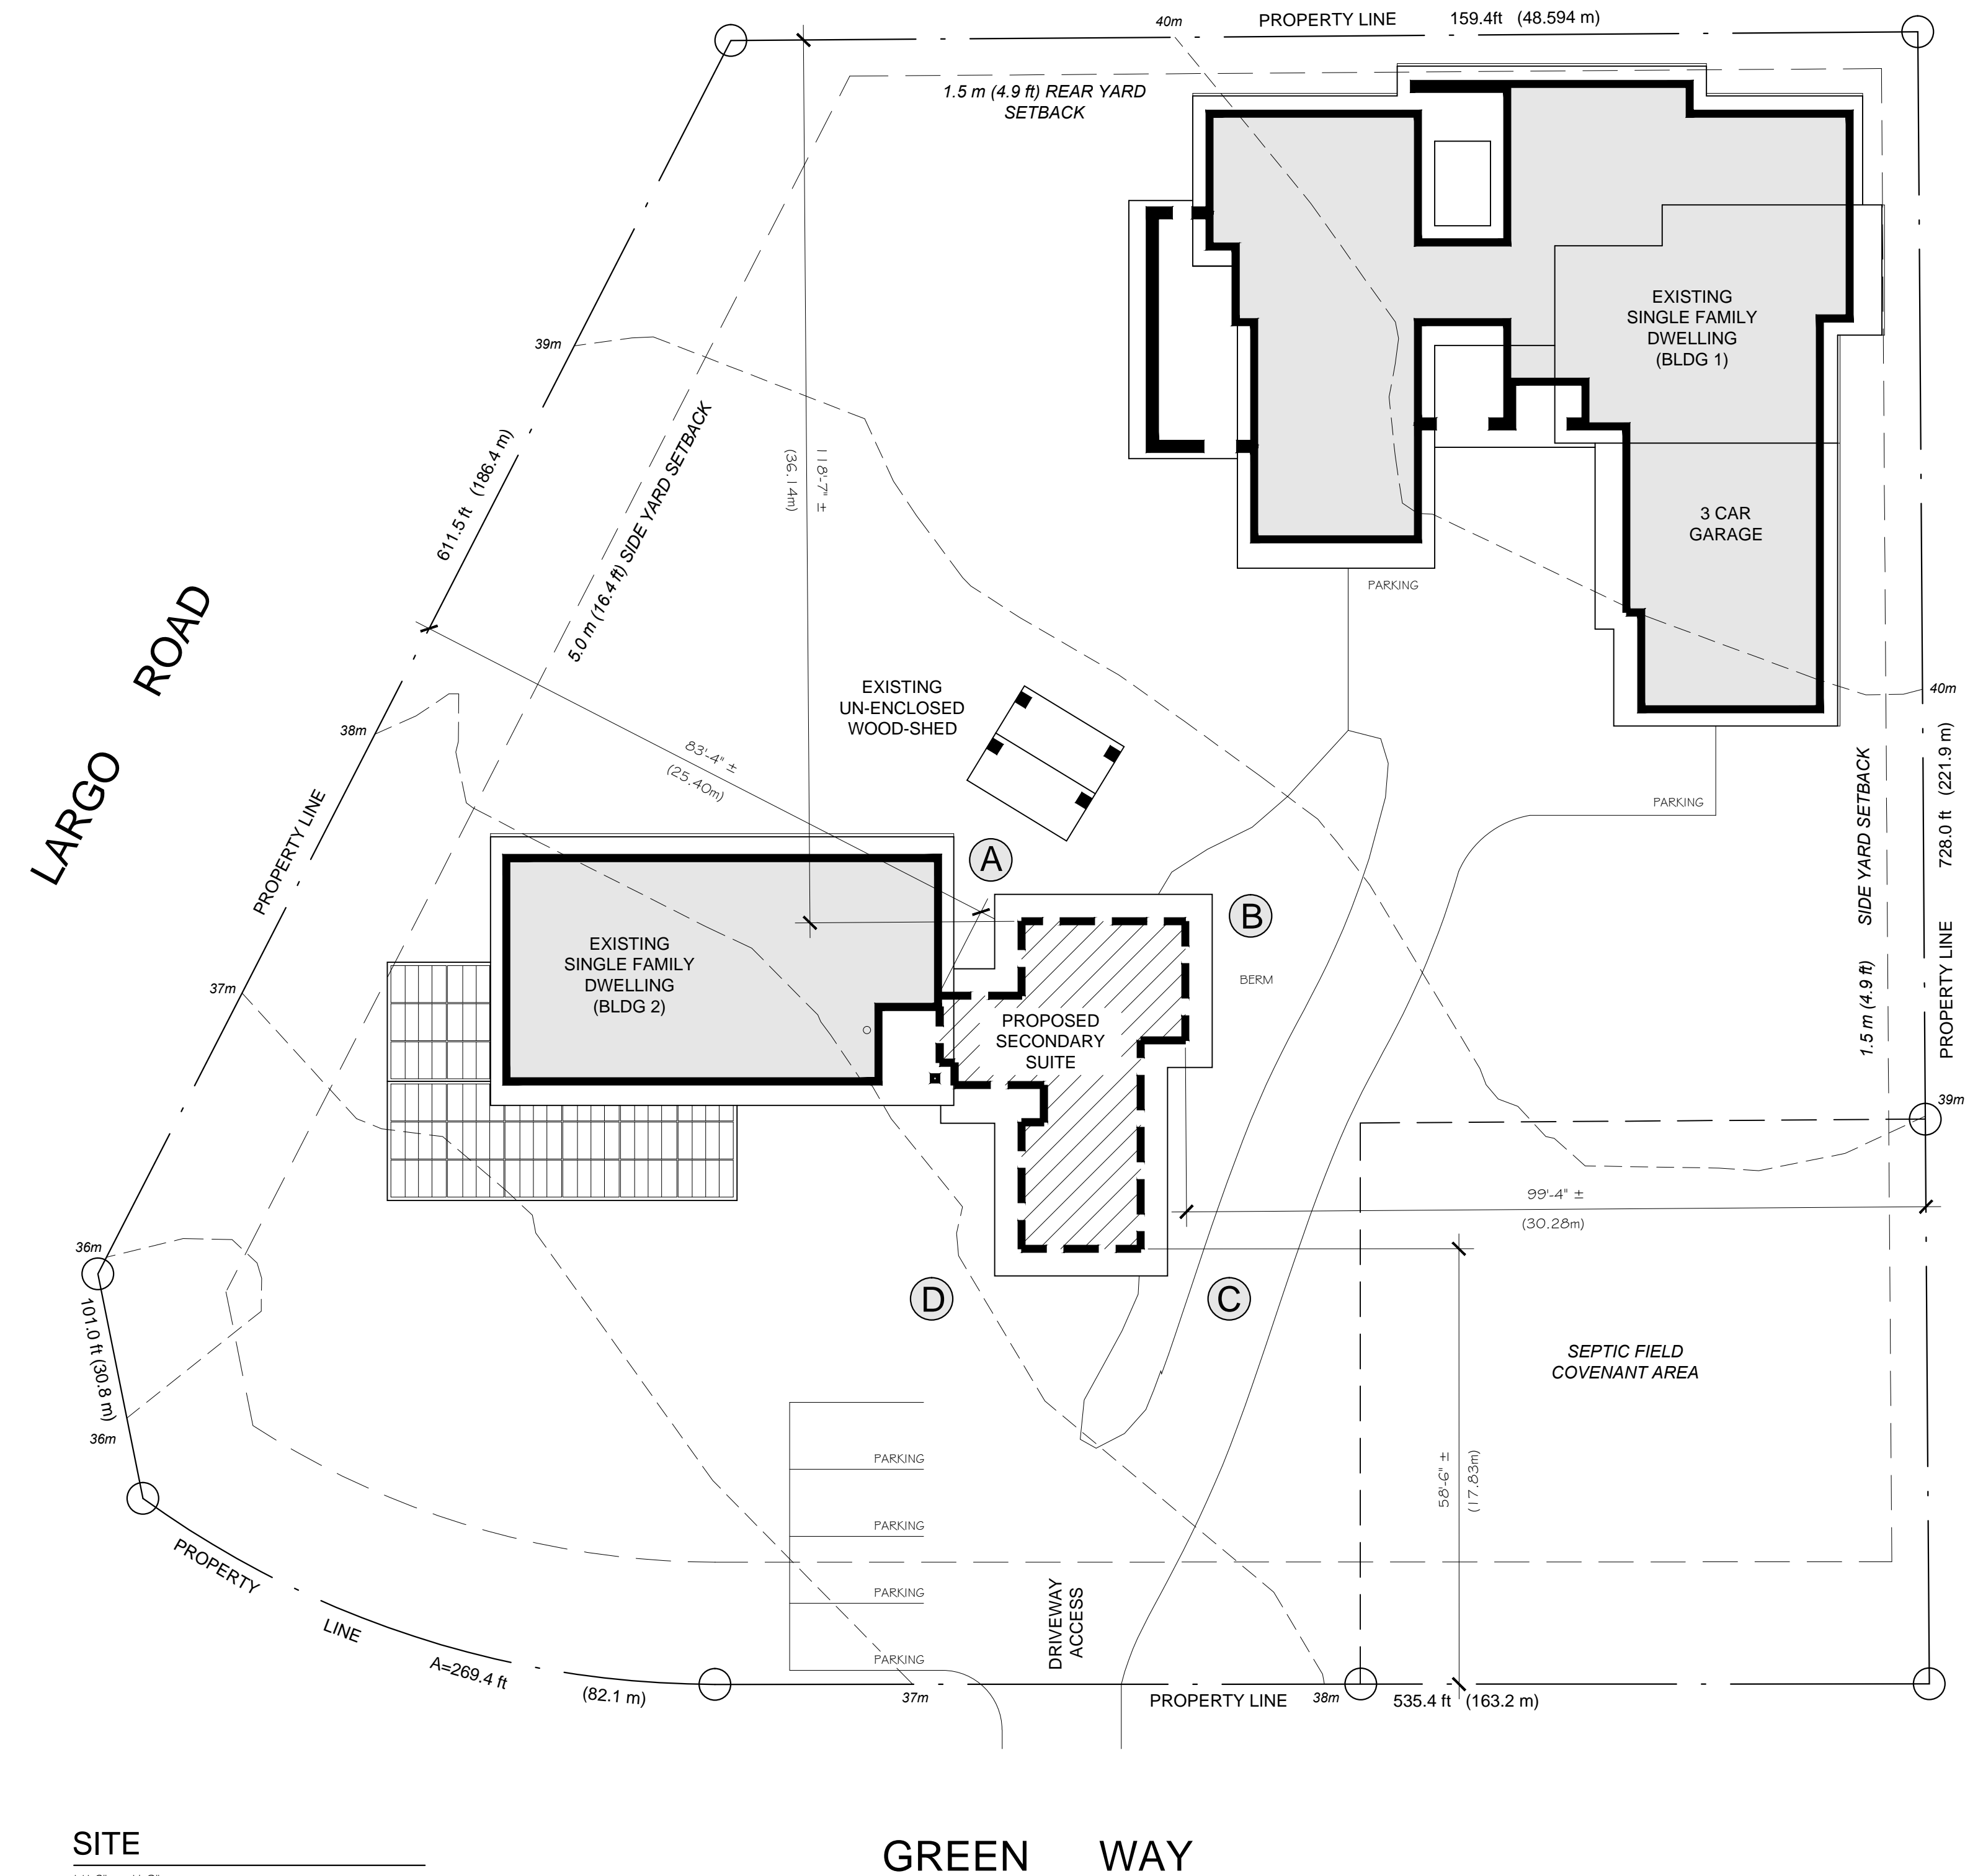 40m
PROPERTY LINE 159.4ft (48.594 m)
1.5 m (4.9 ft) REAR YARD
SETBACK
EXISTING
SINGLE FAMILY
DWELLING
(BLDG 1)
39m
611.5 ft (186.4 m)
5.0 m (16.4 ft) SIDE YARD SETBACK
118'-7" ±
(36.14m)
3 CAR
GARAGE
PARKING
LARGO ROAD
EXISTING
UN-ENCLOSED
WOOD-SHED
40m
38m
83'-4" ±
(25.40m)
PROPERTY LINE
PARKING
1.5 m (4.9 ft) SIDE YARD SETBACK
PROPERTY LINE 728.0 ft (221.9 m)
A
B
EXISTING
SINGLE FAMILY
DWELLING
(BLDG 2)
BERM
37m
PROPOSED
SECONDARY
SUITE
39m
99'-4" ±
(30.28m)
36m
D
C
101.0 ft (30.8 m)
SEPTIC FIELD
COVENANT AREA
36m
PARKING
58'-6" ±
(17.83m)
PARKING
PROPERTY
LINE
PARKING
DRIVEWAY
ACCESS
PARKING
A=269.4 ft
(82.1 m)
37m
PROPERTY LINE
38m
535.4 ft (163.2 m)
SITE
GREEN WAY